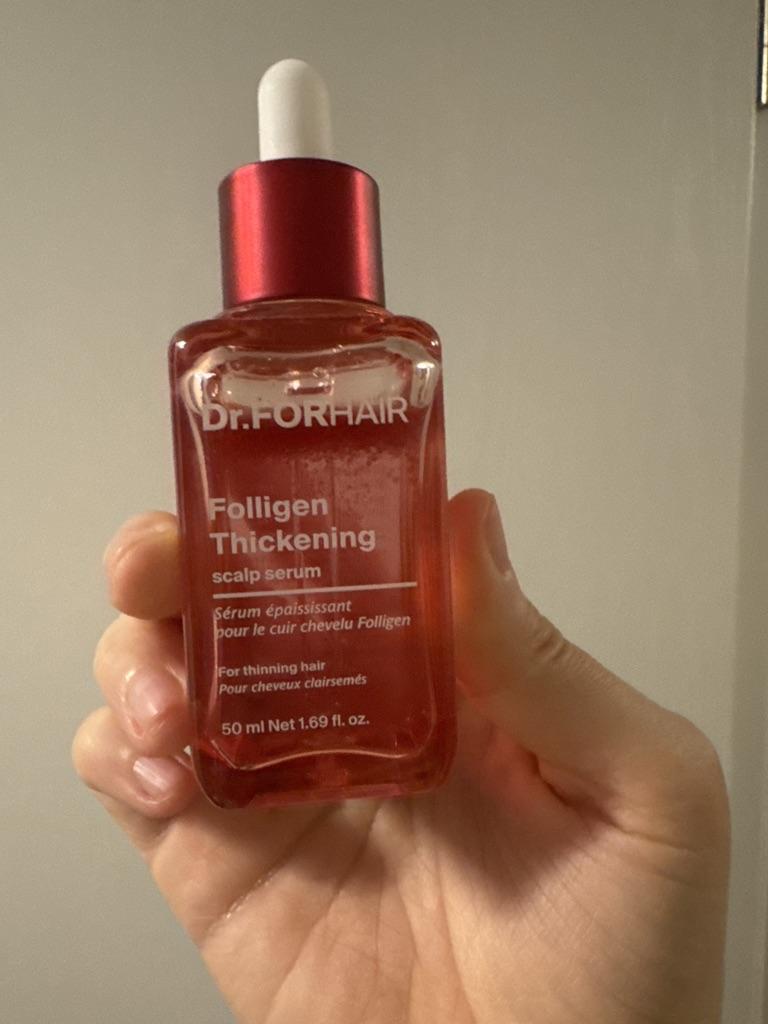 Dr.FORHAIR
Folligen
Thickening
scalp serum
Sérum épaississant
pour le cuir chevelu Folligen
For thinning hair
Pour cheveux clairsemés
50 ml Net 1.69 fl. oz.